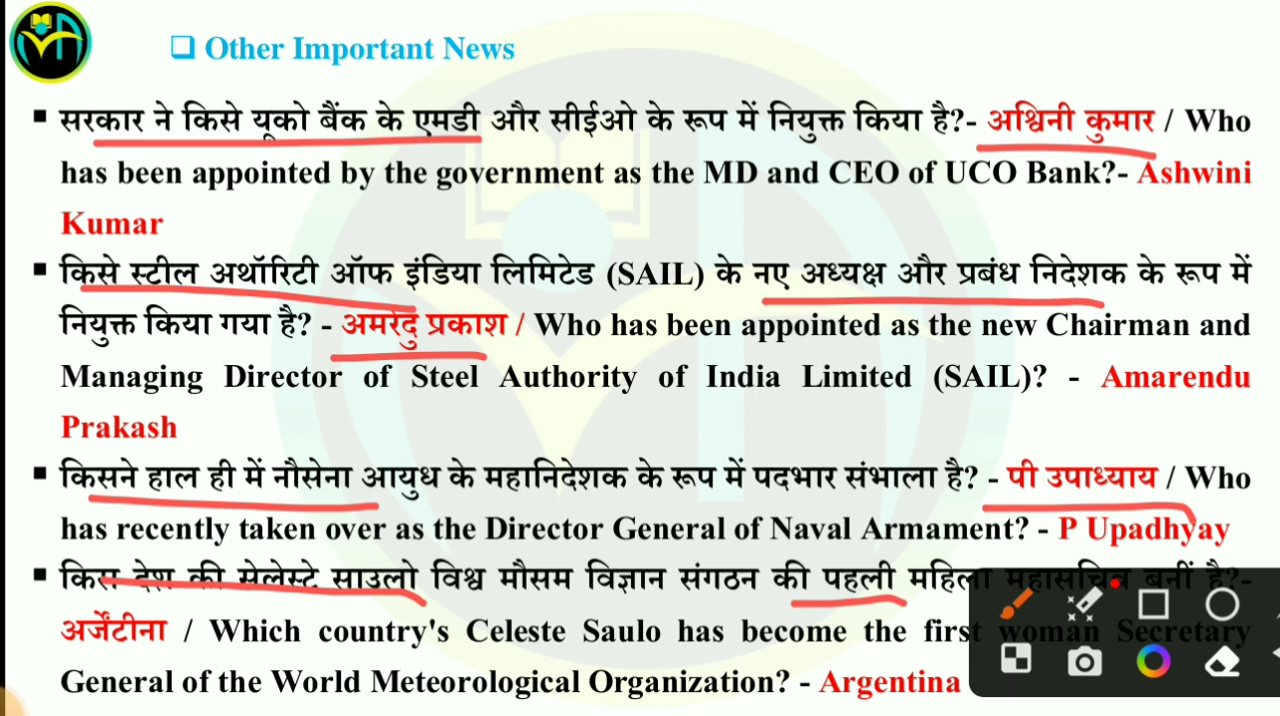 Other Important News
सरकार ने किसे यूको बैंक के एमडी और सीईओ के रूप में नियुक्त किया है?- अश्विनी कुमार / Who
has been appointed by the government as the MD and CEO of UCO Bank?- Ashwini
Kumar
किसे स्टील अथॉरिटी ऑफ इंडिया लिमिटेड (SAIL) के नए अध्यक्ष और प्रबंध निदेशक के रूप में
नियुक्त किया गया है? - अमरेंदु प्रकाश / Who has been appointed as the new Chairman and
Managing Director of Steel Authority of India Limited (SAIL)? - Amarendu
Prakash
किसने हाल ही में नौसेना आयुध के महानिदेशक के रूप में पदभार संभाला है? - पी उपाध्याय / Who
has recently taken over as the Director General of Naval Armament? - P Upadhyay
किस देश की सेलेस्टे साउलो विश्व मौसम विज्ञान संगठन की पहली महिला महासचिव बनीं है?-
अर्जेंटीना / Which country's Celeste Saulo has become the first woman Secretary
General of the World Meteorological Organization? - Argentina